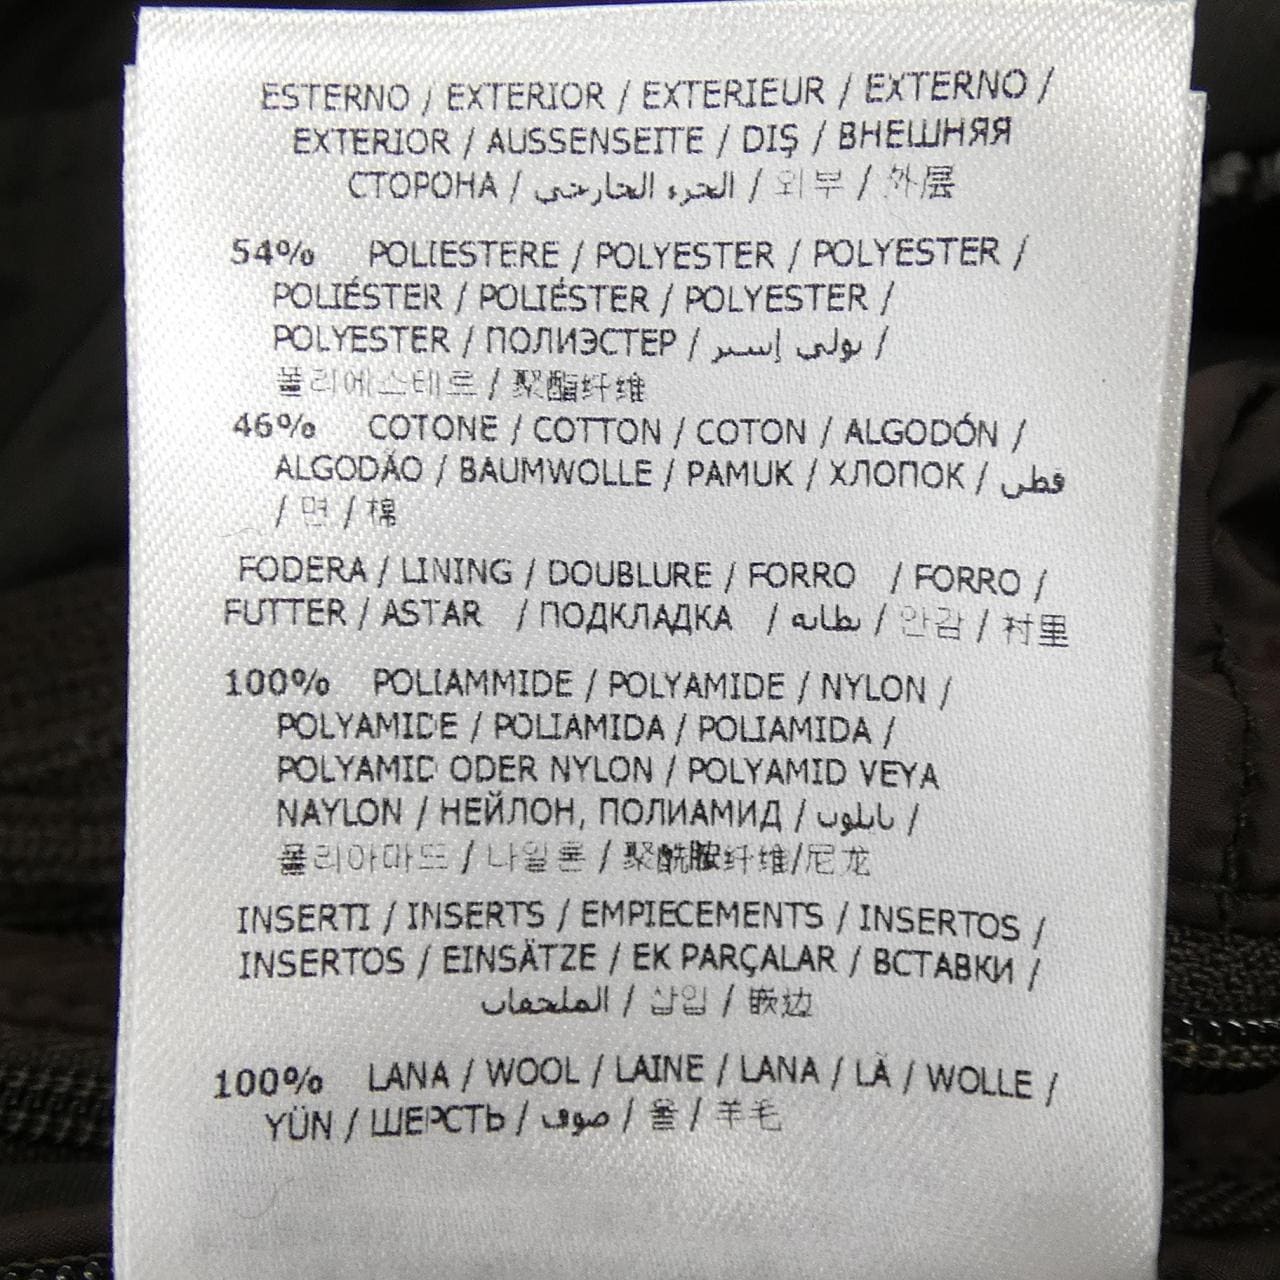 ESTERNO / EXTERIOR / EXTERIEUR / EXTERNO /
EXTERIOR / AUSSENSEITE / DIŞ / ВНЕШНЯЯ
СТОРОНА / الجزء الخارجي / 외부 / 外层
54% POLIESTERE / POLYESTER / POLYESTER /
POLIÉSTER / POLIÉSTER / POLYESTER /
POLYESTER / ПОЛИЭСТЕР / بولي إستر /
폴리에스테르 / 聚酯纤维
46% COTONE / COTTON / COTON / ALGODÓN /
ALGODÃO / BAUMWOLLE / PAMUK / ХЛОПОК / قطن
/ 면 / 棉
FODERA / LINING / DOUBLURE / FORRO / FORRO /
FUTTER / ASTAR / ПОДКЛАДКА / بطانة / 안감 / 衬里
100% POLIAMMIDE / POLYAMIDE / NYLON /
POLYAMIDE / POLIAMIDA / POLIAMIDA /
POLYAMID ODER NYLON / POLYAMID VEYA
NAYLON / НЕЙЛОН, ПОЛИАМИД / نايلون /
폴리아마드 / 나일론 / 聚酰胺纤维/尼龙
INSERTI / INSERTS / EMPIECEMENTS / INSERTOS /
INSERTOS / EINSÄTZE / EK PARÇALAR / ВСТАВКИ /
الملحقات / 삽입 / 嵌边
100% LANA / WOOL / LAINE / LANA / LÃ / WOLLE /
YÜN / ШЕРСТЬ / صوف / 울 / 羊毛